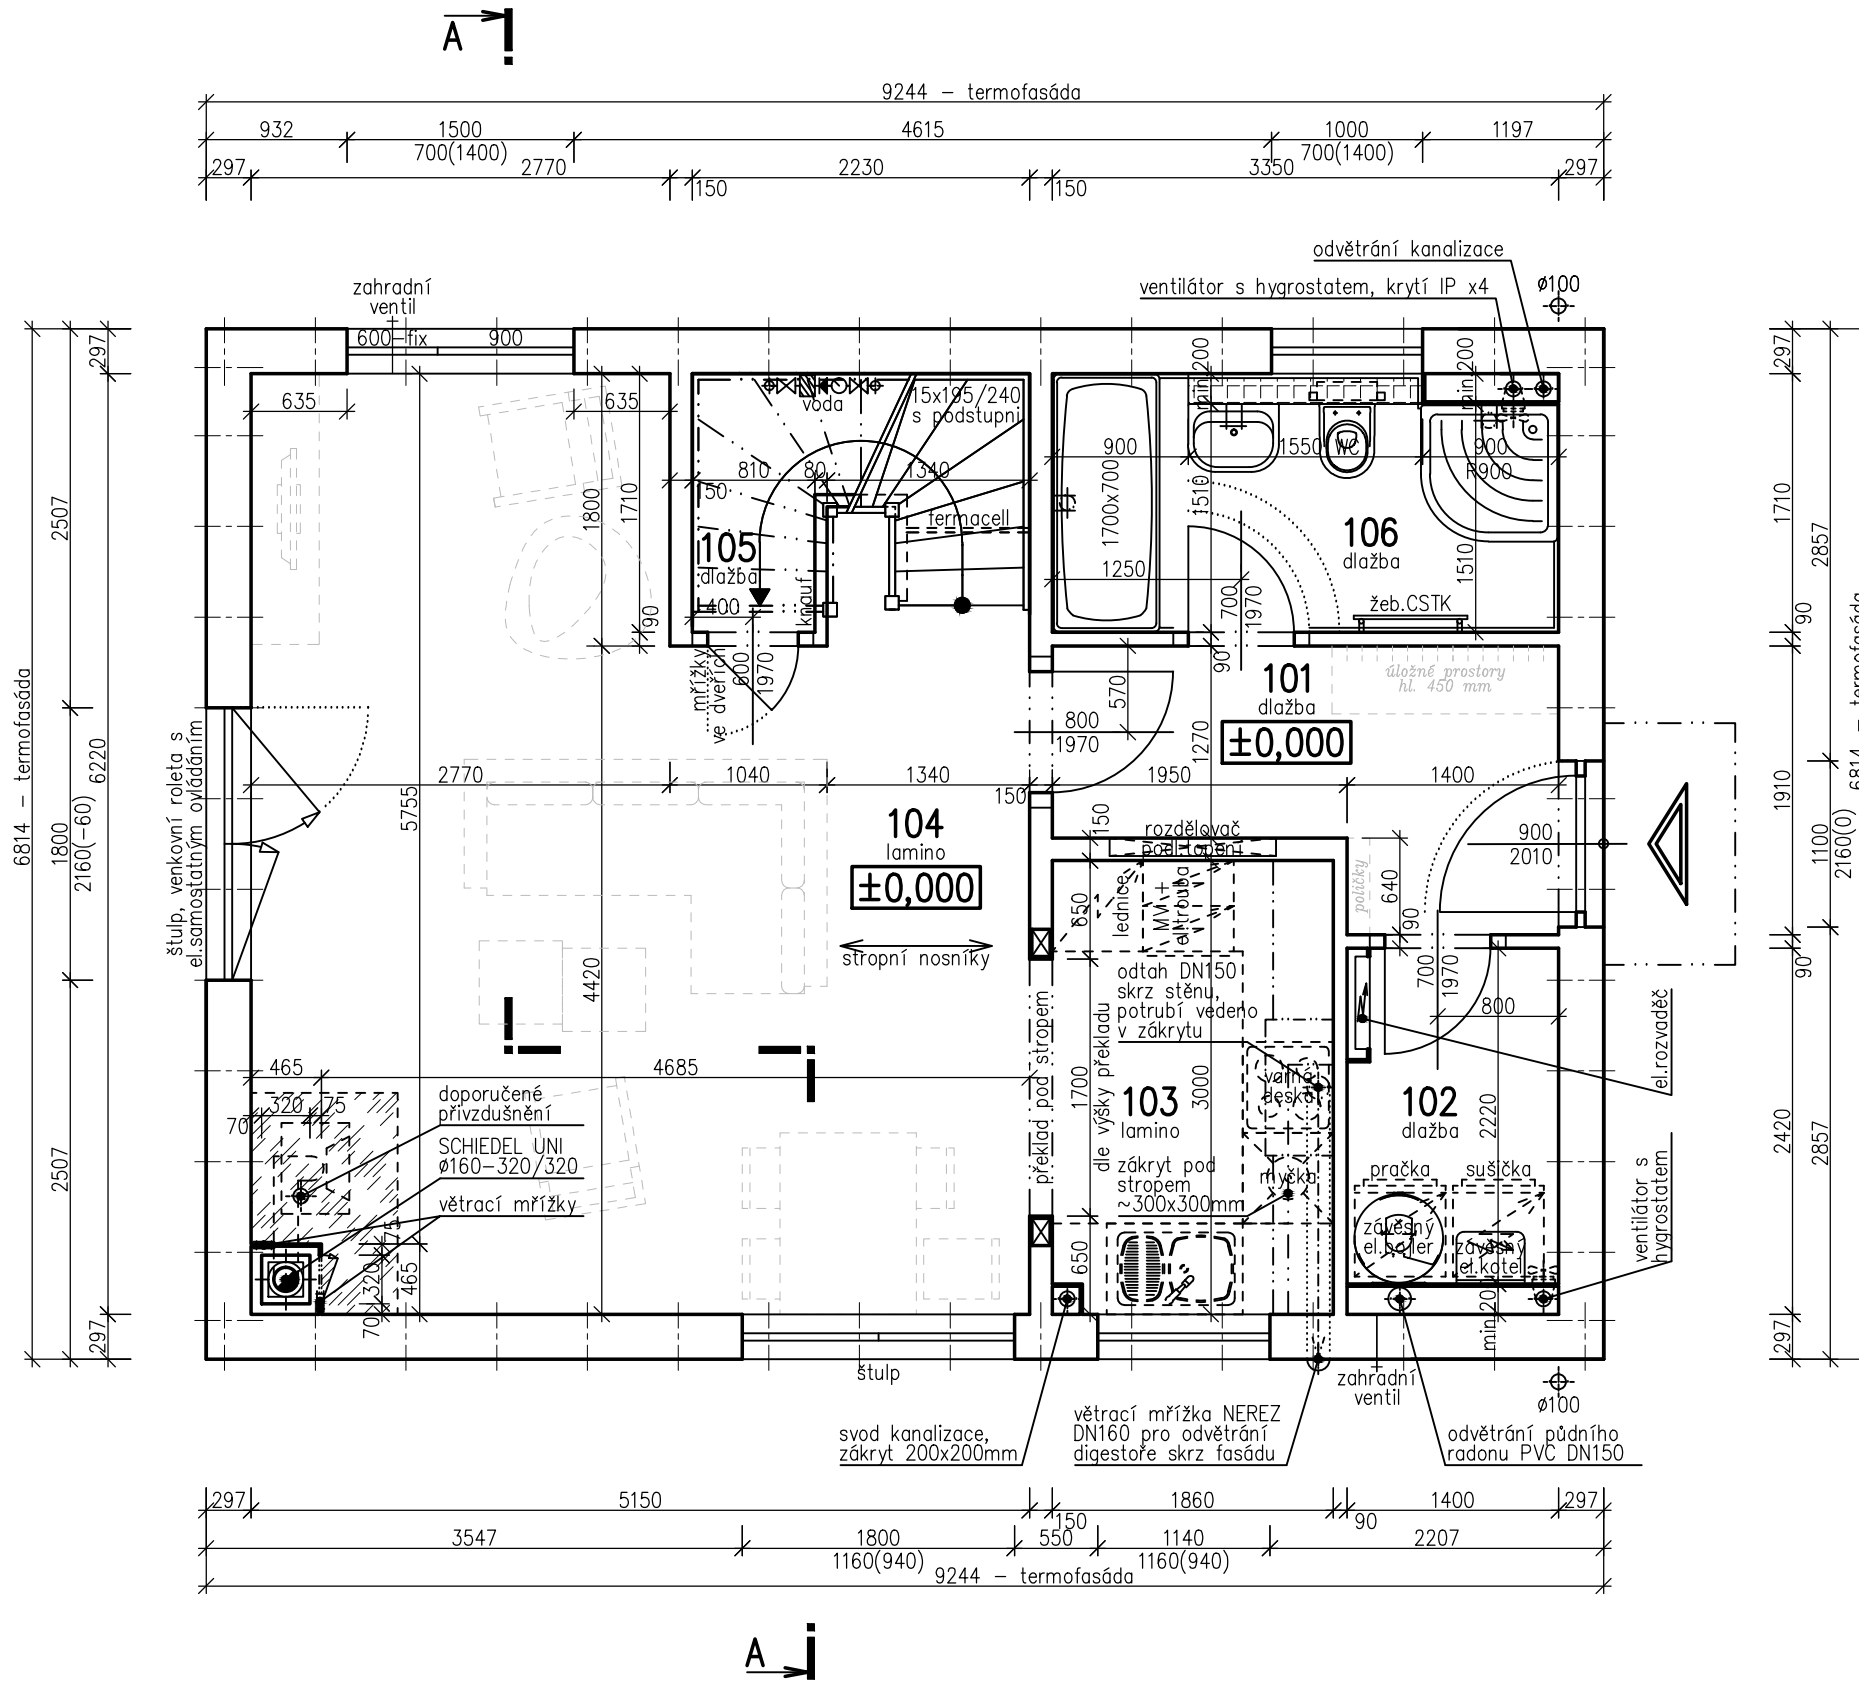 A
9244 – termofasáda
932
1500
700(1400)
4615
1000
700(1400)
1197
297
2770
150
2230
150
3350
297
odvětrání kanalizace
ventilátor s hygrostatem, krytí IP x4
ø100
zahradní
ventil
600-fix
900
635
635
voda
15x195/240
s podstupni
min.200
min.200
900
1550
WC
900
R900
810
80
1340
150
1800
1710
1510
1700x700
fermacell
105
dlažba
106
dlažba
1510
1250
700
1970
400
knauf
90
žeb.CSTK
mřížky
ve dveřích
600
1970
90
570
101
dlažba
±0,000
úložné prostory
hl. 450 mm
800
1970
1270
2770
1040
1340
150
1950
1400
5755
104
lamino
±0,000
stropní nosníky
150
rozdělovač
podl.topení
lednice
MV +
el.trouba
650
poličky
640
90
900
2010
700
1970
800
4420
odtah DN150
skrz stěnu,
potrubí vedeno
v zákrytu
překlad pod stropem
dle výšky překladu
1700
3000
varná
deska
103
lamino
102
dlažba
2220
el.rozvaděč
465
4685
320
75
70
doporučené
přivzdušnění
SCHIEDEL UNI
ø160–320/320
větrací mřížky
75
320
465
70
zákryt pod
stropem
~300x300mm
myčka
650
pračka
sušička
závěsný
el.bojler
závěsný
el.kotel
min.20
ventilátor s
hygrostatem
štulp
zahradní
ventil
ø100
svod kanalizace,
zákryt 200x200mm
větrací mřížka NEREZ
DN160 pro odvětrání
digestoře skrz fasádu
odvětrání půdního
radonu PVC DN150
štulp, venkovní roleta s
el.samostatným ovládáním
6814 – termofasáda
2507
1800
2160(-60)
2507
297
6220
297
297
1710
90
1910
90
2420
297
2857
1100
2160(0)
2857
6814 – termofasáda
297
5150
150
1860
90
1400
297
3547
1800
1160(940)
550
1140
1160(940)
2207
9244 – termofasáda
A